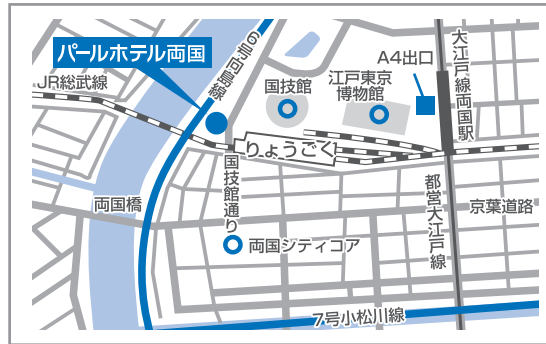 パールホテル両国
6号向島線
JR総武線
国技館
江戸東京
博物館
A4出口
大江戸線両国駅
りょうごく
国技館通り
両国橋
両国シティコア
都営大江戸線
京葉道路
7号小松川線